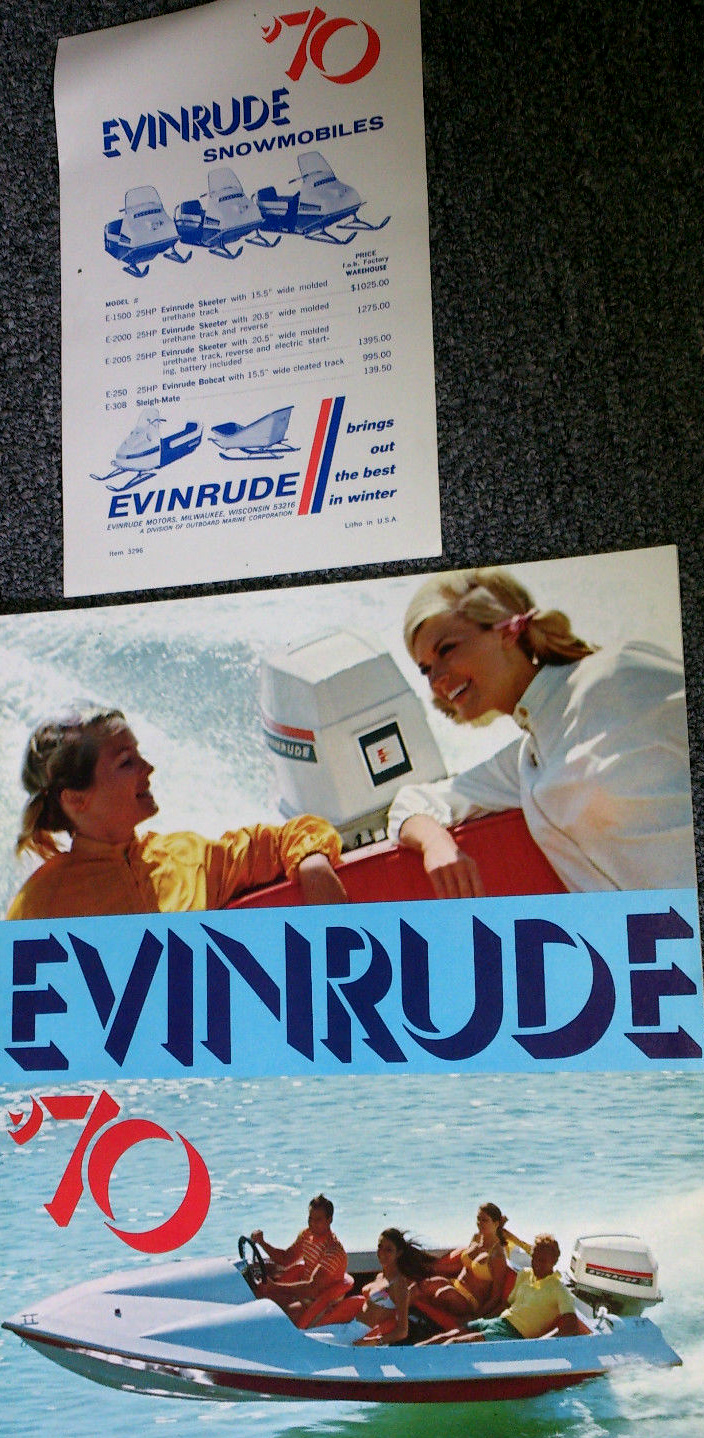 '70
EVINRUDE
SNOWMOBILES
PRICE
f.o.b. Factory
WAREHOUSE
MODEL #
E-1500 25HP Evinrude Skeeter with 15.5" wide molded
urethane track $1025.00
E-2000 25HP Evinrude Skeeter with 20.5" wide molded
urethane track and reverse 1275.00
E-2005 25HP Evinrude Skeeter with 20.5" wide molded
urethane track, reverse and electric start-
ing, battery included 1395.00
E-250 25HP Evinrude Bobcat with 15.5" wide cleated track 995.00
E-308 Sleigh-Mate 139.50
brings
out
the best
in winter
EVINRUDE
EVINRUDE MOTORS, MILWAUKEE, WISCONSIN 53216
A DIVISION OF OUTBOARD MARINE CORPORATION
Litho in U.S.A.
Item 3296
EVINRUDE
EVINRUDE
'70
EVINRUDE